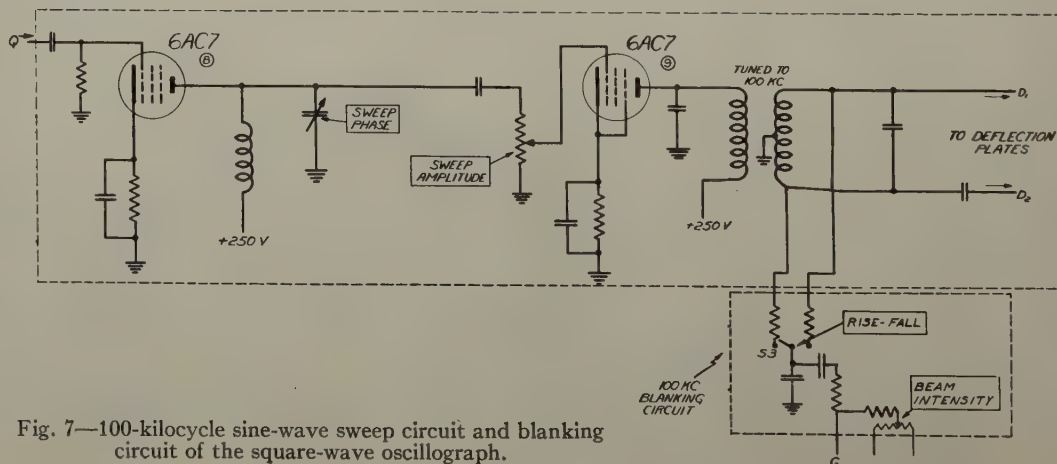 Q
6AC7
⑧
SWEEP
PHASE
+250 V
SWEEP
AMPLITUDE
6AC7
⑨
+250 V
TUNED TO
100 KC
D₁
TO DEFLECTION
PLATES
D₂
S3
RISE-FALL
100 KC
BLANKING
CIRCUIT
BEAM
INTENSITY
G
Fig. 7—100-kilocycle sine-wave sweep circuit and blanking
circuit of the square-wave oscillograph.